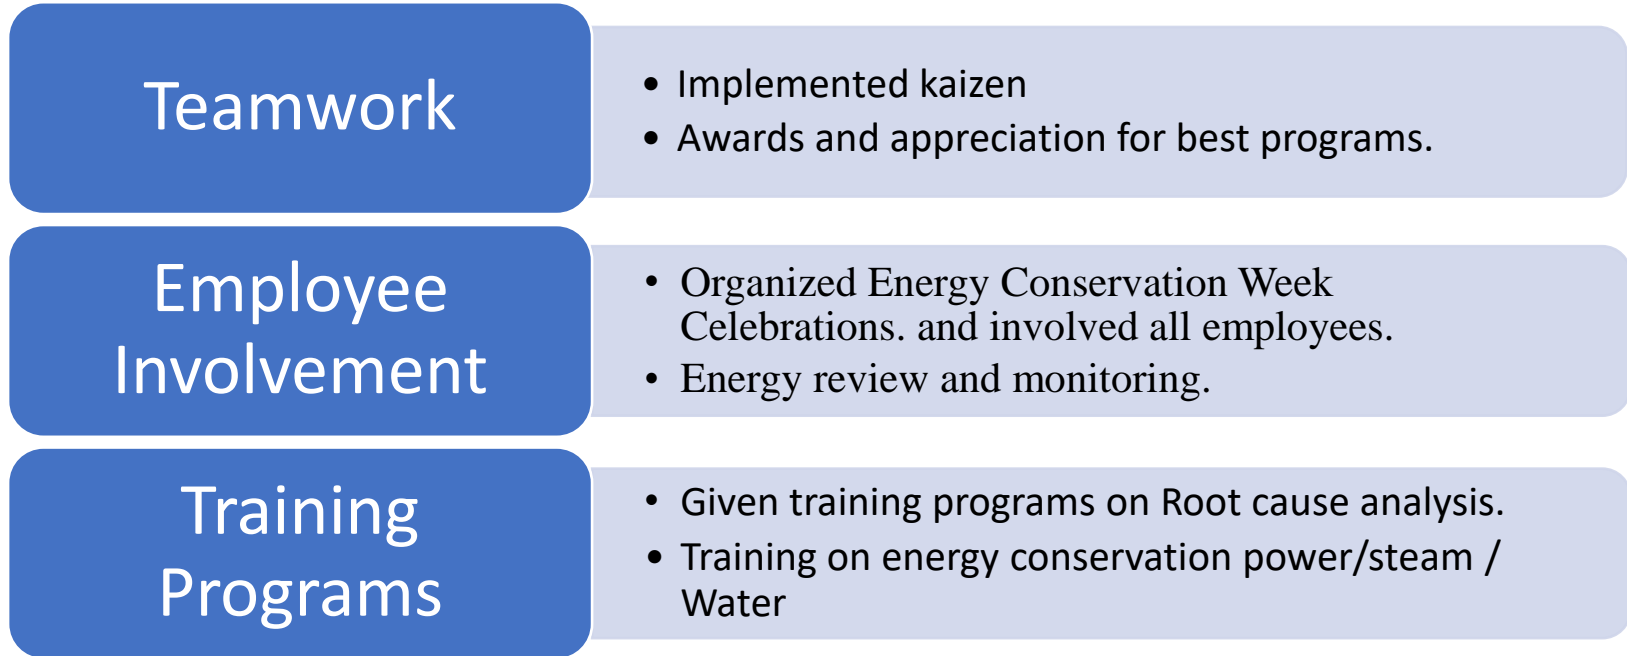 Teamwork
• Implemented kaizen
• Awards and appreciation for best programs.
Employee
Involvement
• Organized Energy Conservation Week
Celebrations. and involved all employees.
• Energy review and monitoring.
Training
Programs
• Given training programs on Root cause analysis.
• Training on energy conservation power/steam /
Water